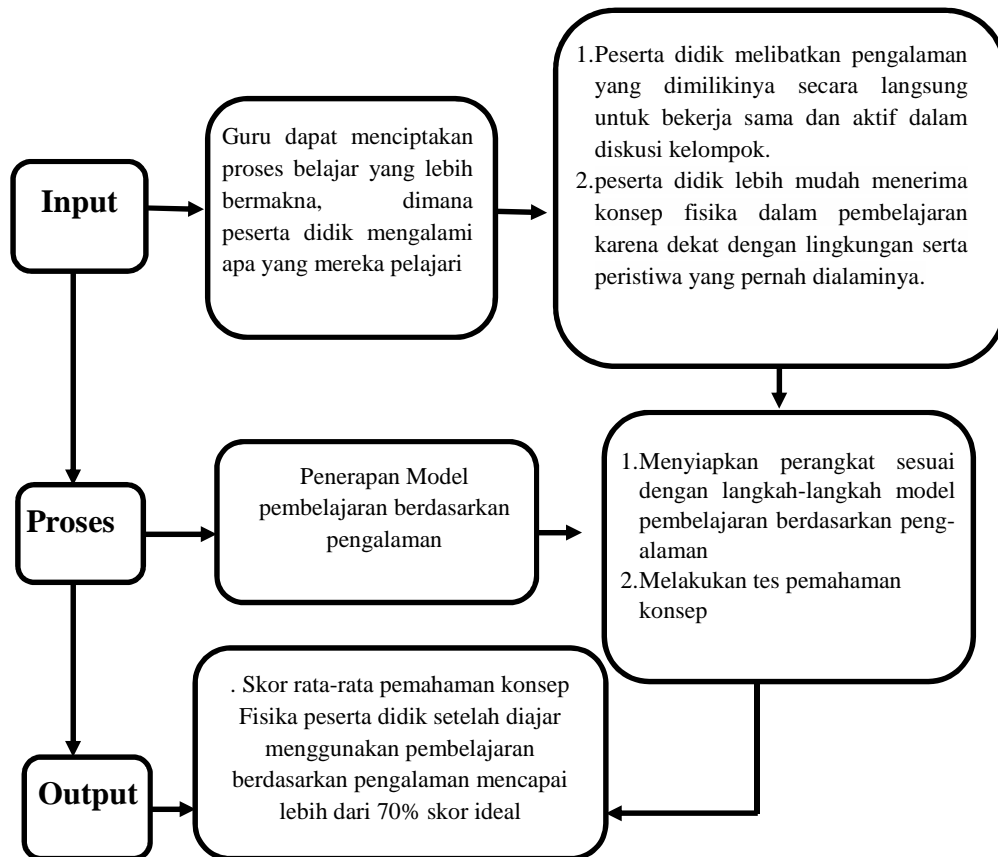 Input
Guru dapat menciptakan
proses belajar yang lebih
bermakna, dimana
peserta didik mengalami
apa yang mereka pelajari
1.Peserta didik melibatkan pengalaman
yang dimilikinya secara langsung
untuk bekerja sama dan aktif dalam
diskusi kelompok.
2.peserta didik lebih mudah menerima
konsep fisika dalam pembelajaran
karena dekat dengan lingkungan serta
peristiwa yang pernah dialaminya.
Proses
Penerapan Model
pembelajaran berdasarkan
pengalaman
1.Menyiapkan perangkat sesuai
dengan langkah-langkah model
pembelajaran berdasarkan peng-
alaman
2.Melakukan tes pemahaman
konsep
Output
. Skor rata-rata pemahaman konsep
Fisika peserta didik setelah diajar
menggunakan pembelajaran
berdasarkan pengalaman mencapai
lebih dari 70% skor ideal